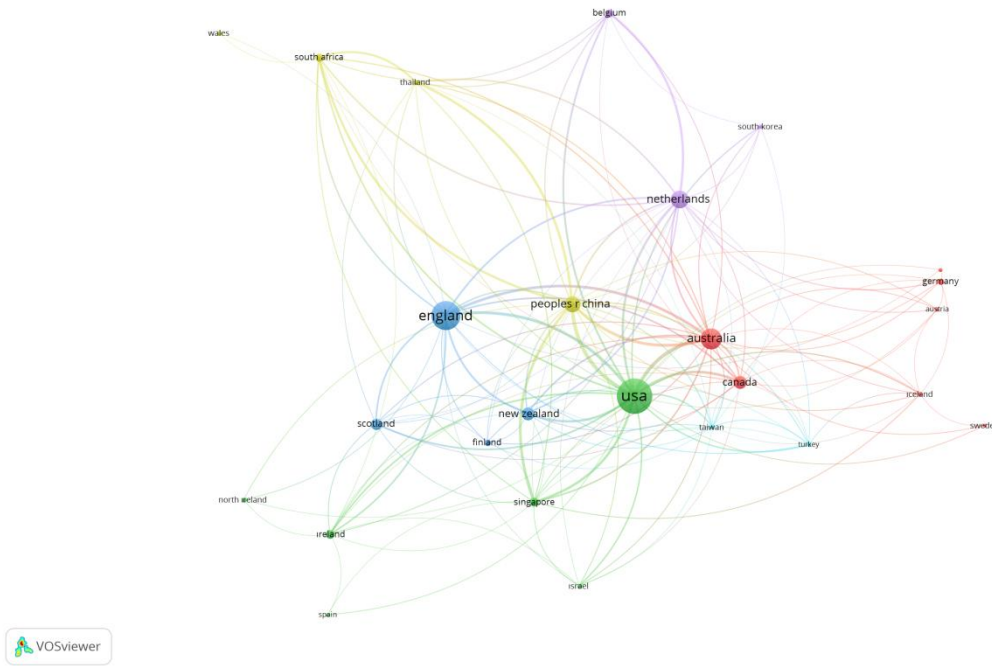 belgium
wales
south africa
thailand
south korea
netherlands
germany
peoples r china
austria
england
australia
canada
usa
iceland
new zealand
scotland
taiwan
swede
finland
turkey
north ireland
singapore
ireland
israel
spain
VOSviewer